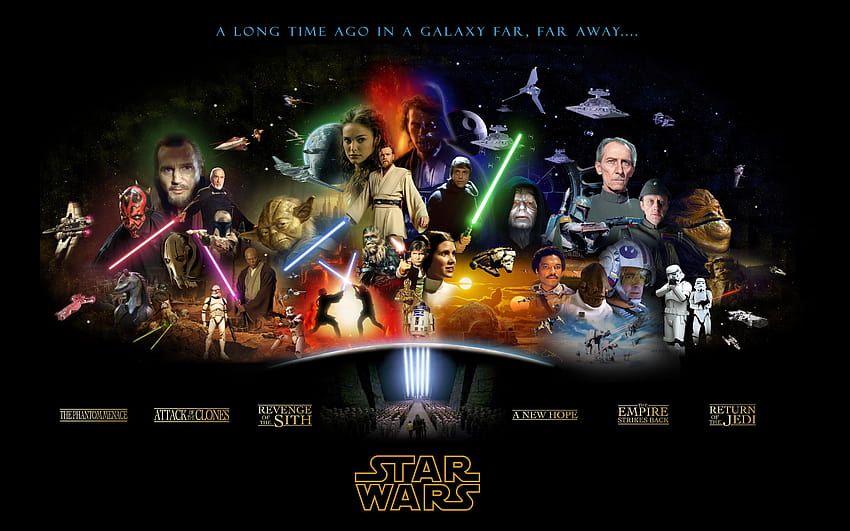 A LONG TIME AGO IN A GALAXY FAR, FAR AWAY....
THE PHANTOM MENACE
ATTACK OF THE CLONES
REVENGE
OF THE SITH
A NEW HOPE
THE
EMPIRE
STRIKES BACK
RETURN
OF THE JEDI
STAR
WARS